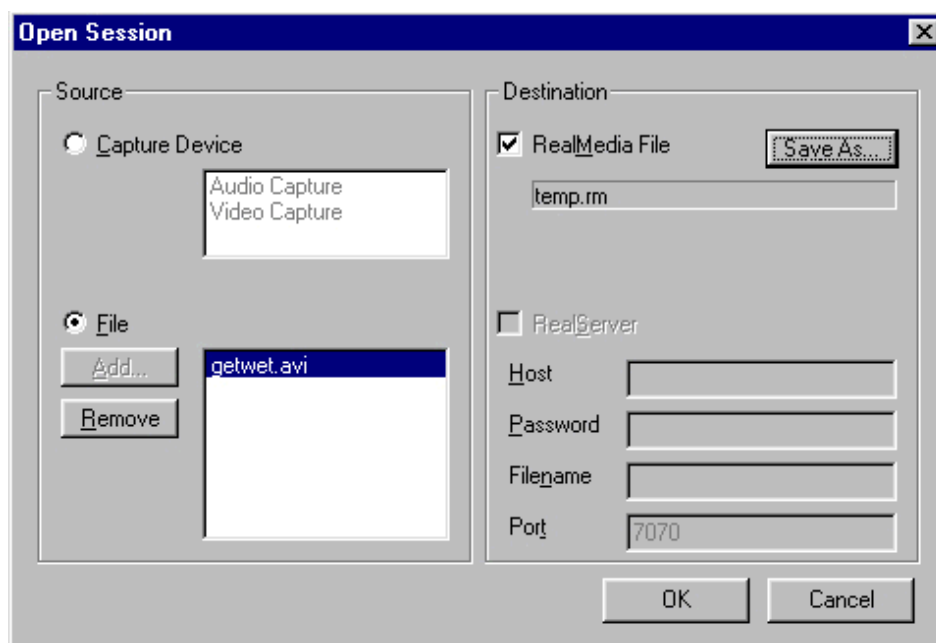 Open Session
Source
Capture Device
Audio Capture
Video Capture
File
Add...
Remove
getwet.avi
Destination
RealMedia File
Save As...
temp.rm
RealServer
Host
Password
Filename
Port
7070
OK
Cancel